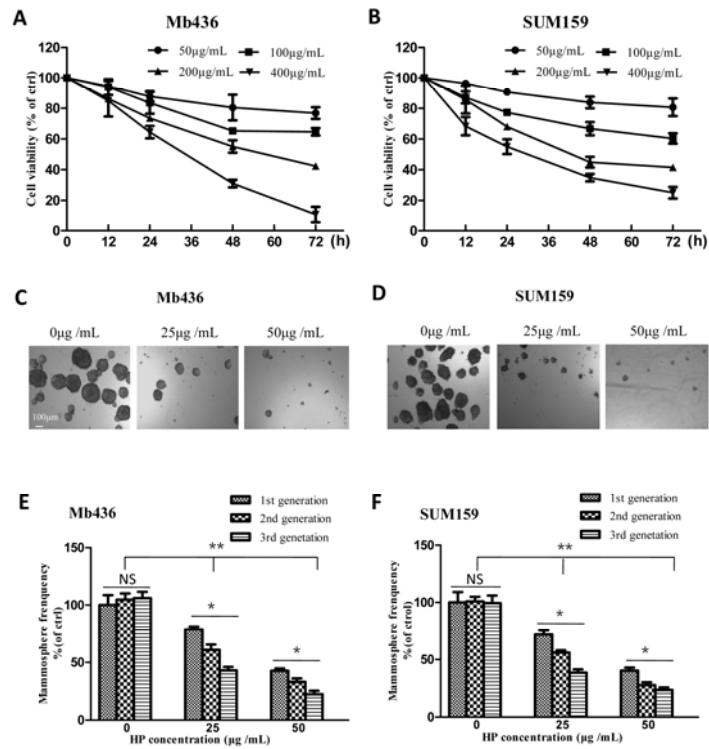 A
Mb436
50µg/mL
100µg/mL
200µg/mL
400µg/mL
Cell viability (% of ctrl)
120
100
80
60
40
20
0
0 12 24 36 48 60 72 (h)
B
SUM159
50µg/mL
100µg/mL
200µg/mL
400µg/mL
Cell viability (% of ctrl)
120
100
80
60
40
20
0
0 12 24 36 48 60 72 (h)
C
Mb436
0µg /mL 25µg /mL 50µg /mL
100µm
D
SUM159
0µg /mL 25µg /mL 50µg /mL
E
Mb436
1st generation
2nd generation
3rd genetation
Mammosphere frenquency
%(of ctrl)
150
100
50
0
NS
**
*
*
0 25 50
HP concentration (µg /mL)
F
SUM159
1st generation
2nd generation
3rd generation
Mammosphere frenquency
%(of ctrol)
150
100
50
0
NS
**
*
*
0 25 50
HP concentration (µg /mL)